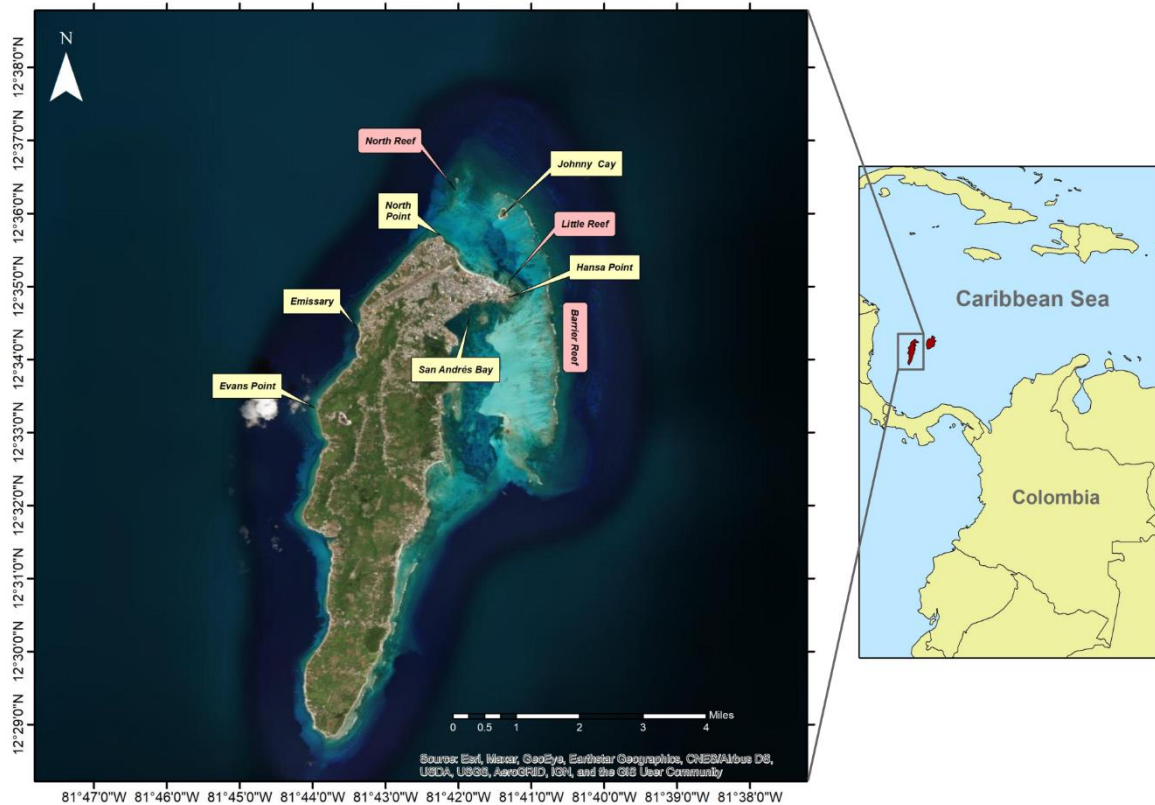 N
12°38'0"N
12°37'0"N
12°36'0"N
12°35'0"N
12°34'0"N
12°33'0"N
12°32'0"N
12°31'0"N
12°30'0"N
12°29'0"N
North Reef
Johnny Cay
North
Point
Little Reef
Hansa Point
Emissary
Barrier Reef
San Andrés Bay
Evans Point
0 0.5 1 2 3 4 Miles
Source: Esri, Maxar, GeoEye, Earthstar Geographics, CNES/Airbus DS,
USDA, USGS, AeroGRID, IGN, and the GIS User Community
81°47'0"W 81°46'0"W 81°45'0"W 81°44'0"W 81°43'0"W 81°42'0"W 81°41'0"W 81°40'0"W 81°39'0"W 81°38'0"W
Caribbean Sea
Colombia